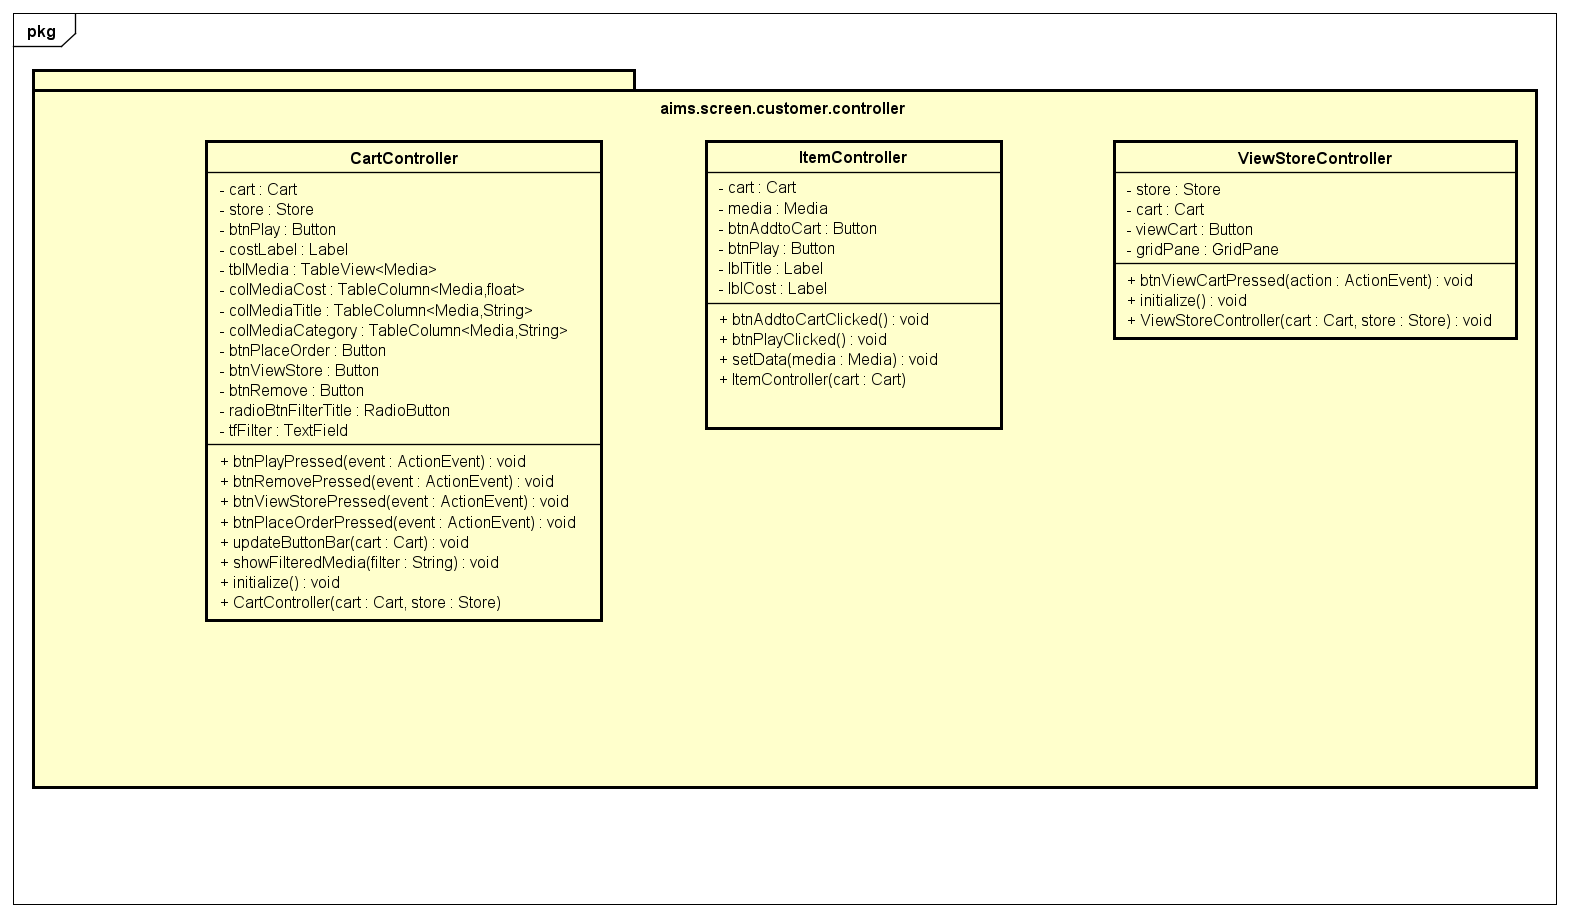 pkg
aims.screen.customer.controller
CartController
- cart : Cart
- store : Store
- btnPlay : Button
- costLabel : Label
- tblMedia : TableView<Media>
- colMediaCost : TableColumn<Media,float>
- colMediaTitle : TableColumn<Media,String>
- colMediaCategory : TableColumn<Media,String>
- btnPlaceOrder : Button
- btnViewStore : Button
- btnRemove : Button
- radioBtnFilterTitle : RadioButton
- tfFilter : TextField
+ btnPlayPressed(event : ActionEvent) : void
+ btnRemovePressed(event : ActionEvent) : void
+ btnViewStorePressed(event : ActionEvent) : void
+ btnPlaceOrderPressed(event : ActionEvent) : void
+ updateButtonBar(cart : Cart) : void
+ showFilteredMedia(filter : String) : void
+ initialize() : void
+ CartController(cart : Cart, store : Store)
ItemController
- cart : Cart
- media : Media
- btnAddtoCart : Button
- btnPlay : Button
- lblTitle : Label
- lblCost : Label
+ btnAddtoCartClicked() : void
+ btnPlayClicked() : void
+ setData(media : Media) : void
+ ItemController(cart : Cart)
ViewStoreController
- store : Store
- cart : Cart
- viewCart : Button
- gridPane : GridPane
+ btnViewCartPressed(action : ActionEvent) : void
+ initialize() : void
+ ViewStoreController(cart : Cart, store : Store) : void